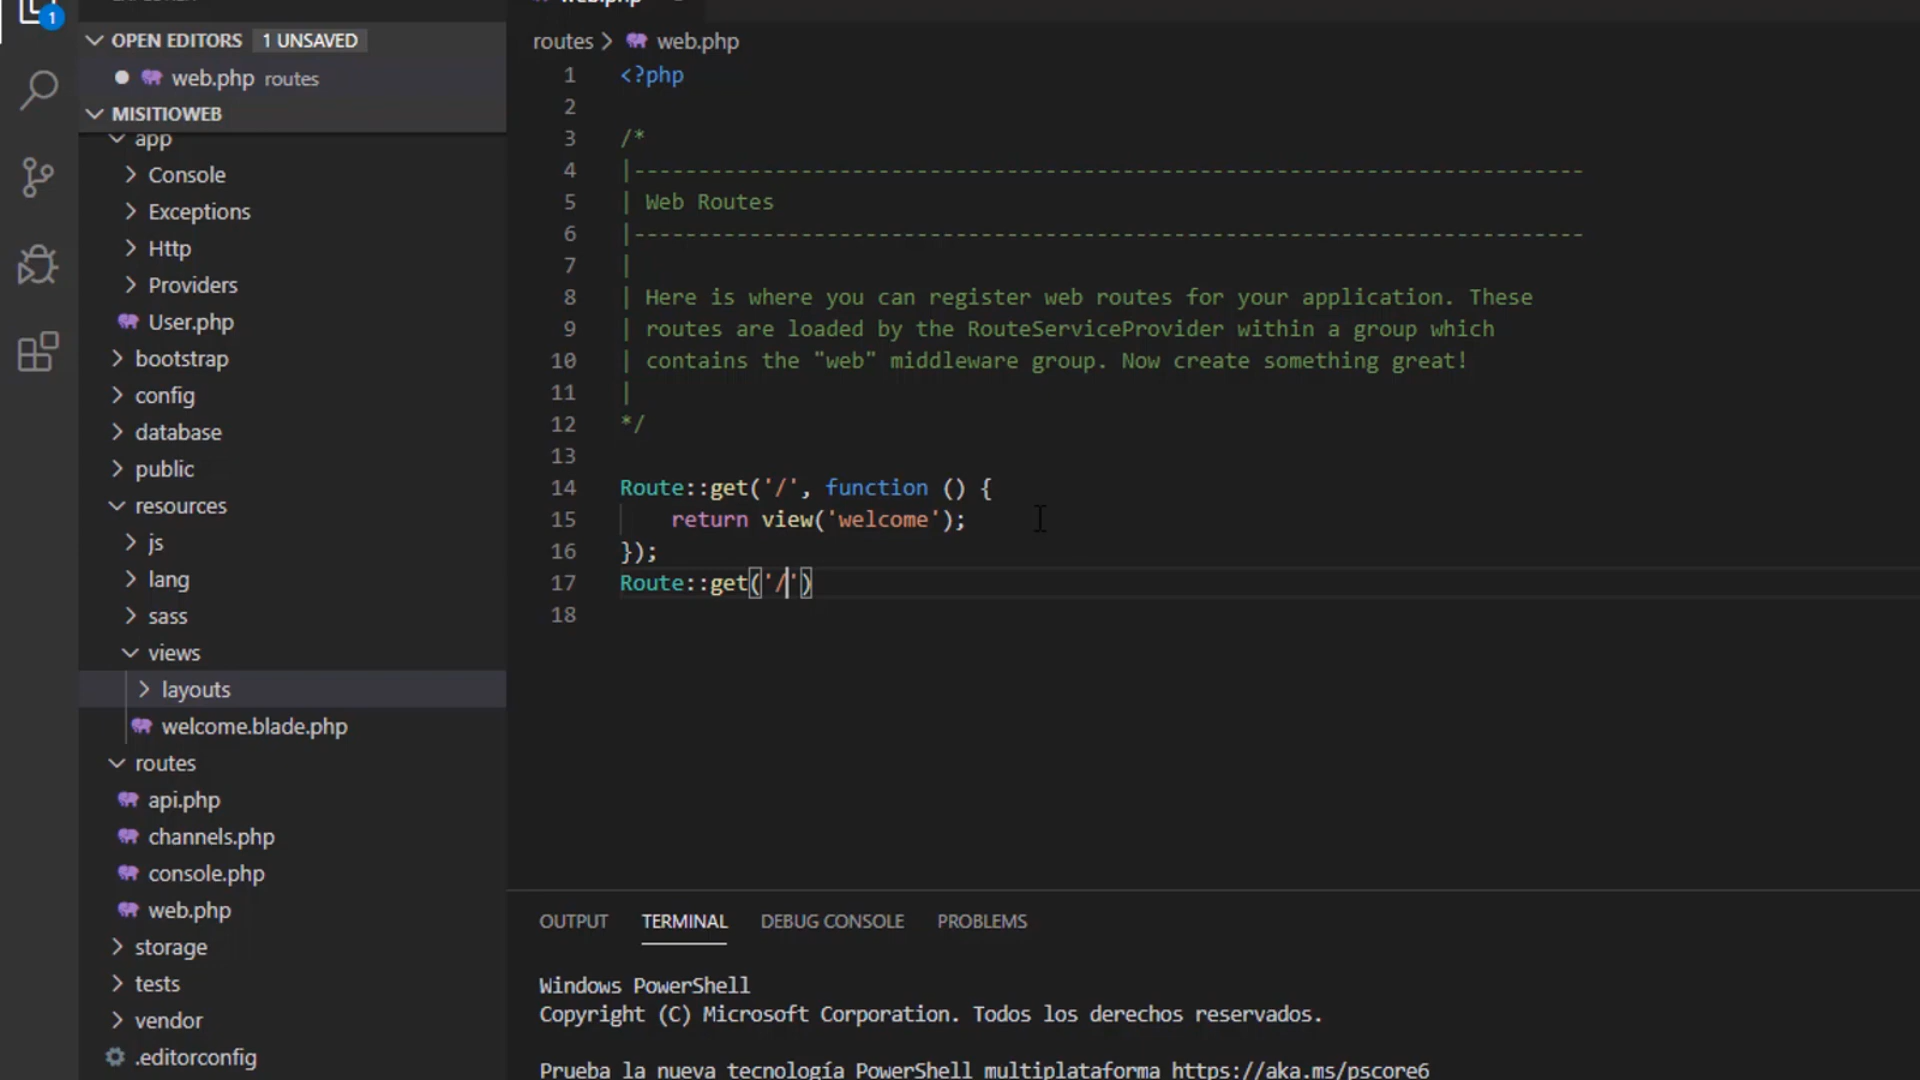 1
OPEN EDITORS 1 UNSAVED
web.php routes
MISITIOWEB
app
Console
Exceptions
Http
Providers
User.php
bootstrap
config
database
public
resources
js
lang
sass
views
layouts
welcome.blade.php
routes
api.php
channels.php
console.php
web.php
storage
tests
vendor
.editorconfig
routes > web.php
1 <?php
2
3 /*
4 |--------------------------------------------------------------------------
5 | Web Routes
6 |--------------------------------------------------------------------------
7 |
8 | Here is where you can register web routes for your application. These
9 | routes are loaded by the RouteServiceProvider within a group which
10 | contains the "web" middleware group. Now create something great!
11 |
12 */
13
14 Route::get('/', function () {
15 return view('welcome');
16 });
17 Route::get('/')
18
OUTPUT TERMINAL DEBUG CONSOLE PROBLEMS
Windows PowerShell
Copyright (C) Microsoft Corporation. Todos los derechos reservados.
Prueba la nueva tecnología PowerShell multiplataforma https://aka.ms/pscore6